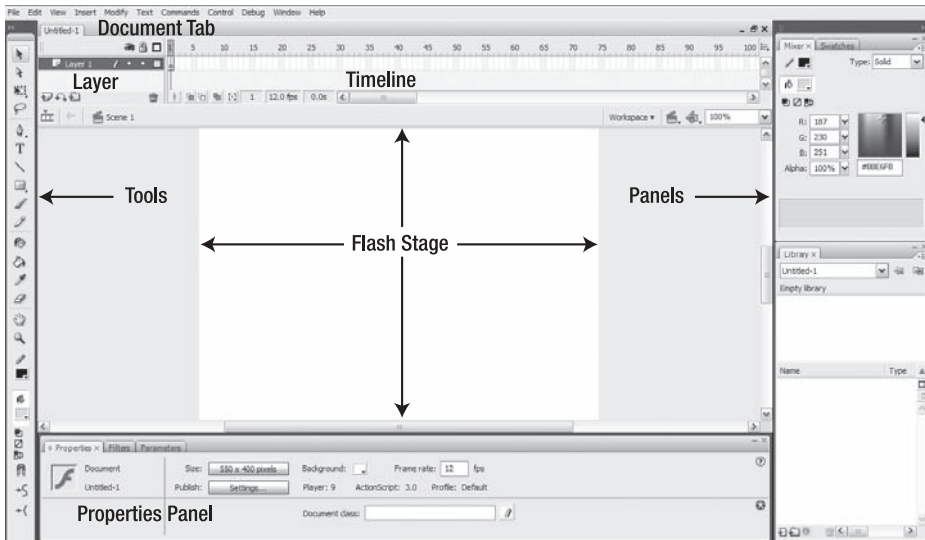 File Edit View Insert Modify Text Commands Control Debug Window Help
Untitled-1 Document Tab
1 5 10 15 20 25 30 35 40 45 50 55 60 65 70 75 80 85 90 95 100
Layer 1
Layer Timeline
1 12.0 fps 0.0s
Scene 1 Workspace 100%
Tools
Flash Stage
Panels
Mixer Swatches
Type: Solid
R: 187
G: 230
B: 251
Alpha: 100% #BBE6FB
Library
Untitled-1
Empty library
Name Type
Properties Filters Parameters
Document Size: 550 x 400 pixels Background: Frame rate: 12 fps
Untitled-1 Publish: Settings... Player: 9 ActionScript: 3.0 Profile: Default
Properties Panel Document class: